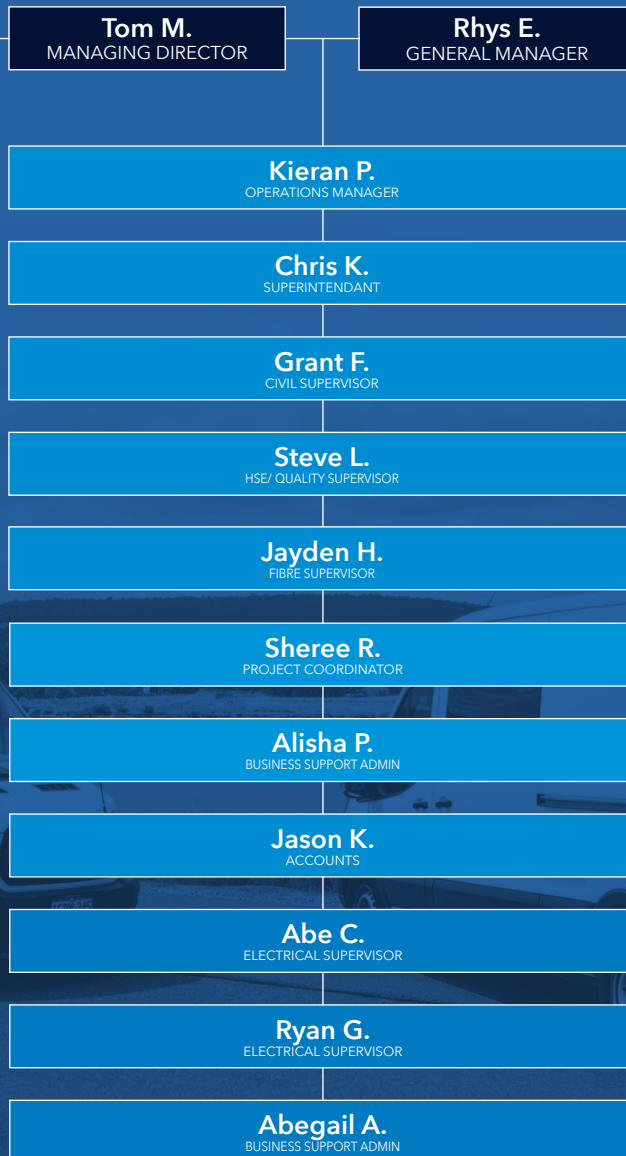 Tom M.
MANAGING DIRECTOR
Rhys E.
GENERAL MANAGER
Kieran P.
OPERATIONS MANAGER
Chris K.
SUPERINTENDANT
Grant F.
CIVIL SUPERVISOR
Steve L.
HSE/ QUALITY SUPERVISOR
Jayden H.
FIBRE SUPERVISOR
Sheree R.
PROJECT COORDINATOR
Alisha P.
BUSINESS SUPPORT ADMIN
Jason K.
ACCOUNTS
Abe C.
ELECTRICAL SUPERVISOR
Ryan G.
ELECTRICAL SUPERVISOR
Abegail A.
BUSINESS SUPPORT ADMIN